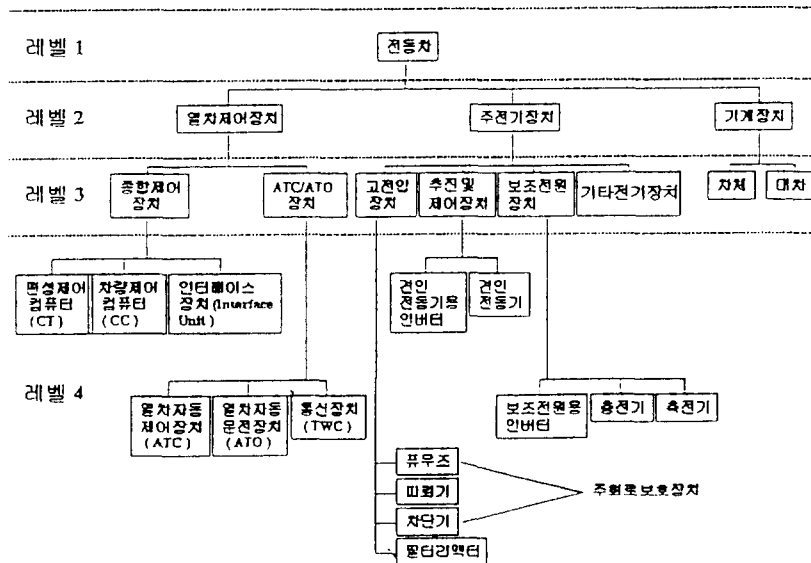 레벨 1
전동차
레벨 2
열차제어장치
주전기장치
기계장치
레벨 3
종합제어
장치
ATC/ATO
장치
고전압
장치
추진및
제어장치
보조전원
장치
기타전기장치
차체
대차
편성제어
컴퓨터
(CT)
차량제어
컴퓨터
(CC)
인터페이스
장치(Interface
Unit)
견인
전동기용
인버터
견인
전동기
레벨 4
열차자동
제어장치
(ATC)
열차자동
운전장치
(ATO)
통신장치
(TWC)
보조전원용
인버터
충전기
축전기
퓨우즈
차단기
주회로보호장치
필터리액터